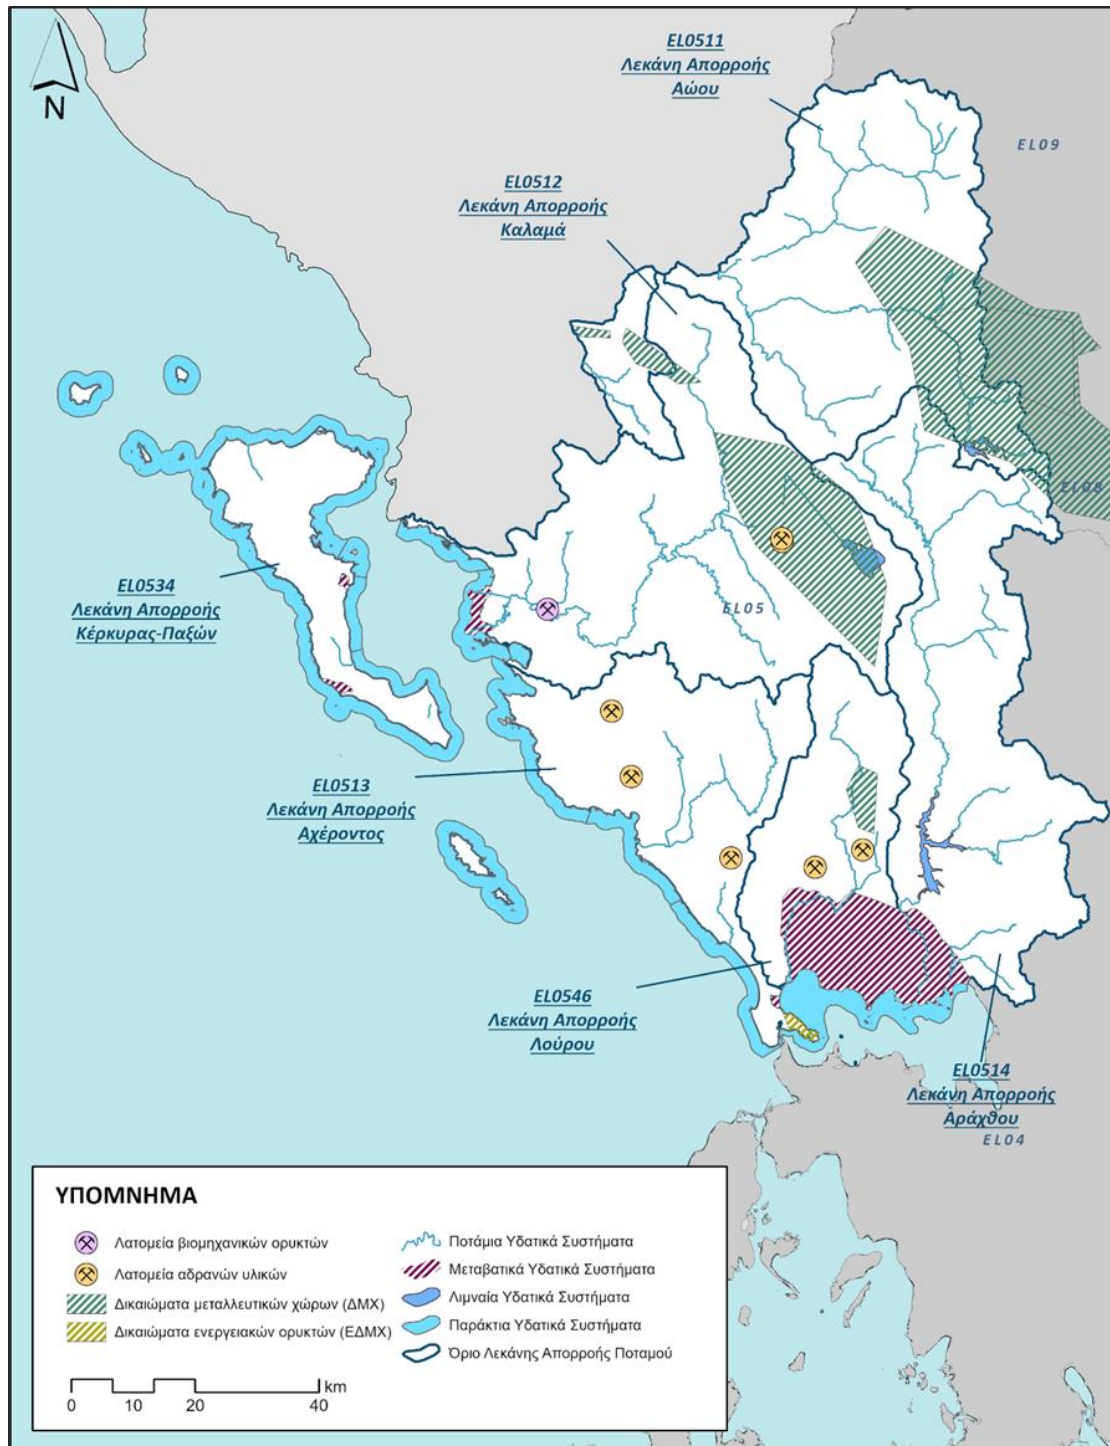 N
EL0511
Λεκάνη Απορροής
Αώου
EL09
EL0512
Λεκάνη Απορροής
Καλαμά
EL08
EL0534
Λεκάνη Απορροής
Κέρκυρας-Παξών
EL05
EL0513
Λεκάνη Απορροής
Αχέροντος
EL0546
Λεκάνη Απορροής
Λούρου
EL0514
Λεκάνη Απορροής
Αράχθου
EL04
ΥΠΟΜΝΗΜΑ
Λατομεία βιομηχανικών ορυκτών
Λατομεία αδρανών υλικών
Δικαιώματα μεταλλευτικών χώρων (ΔΜΧ)
Δικαιώματα ενεργειακών ορυκτών (ΕΔΜΧ)
Ποτάμια Υδατικά Συστήματα
Μεταβατικά Υδατικά Συστήματα
Λιμναία Υδατικά Συστήματα
Παράκτια Υδατικά Συστήματα
Όριο Λεκάνης Απορροής Ποταμού
km
0 10 20 40